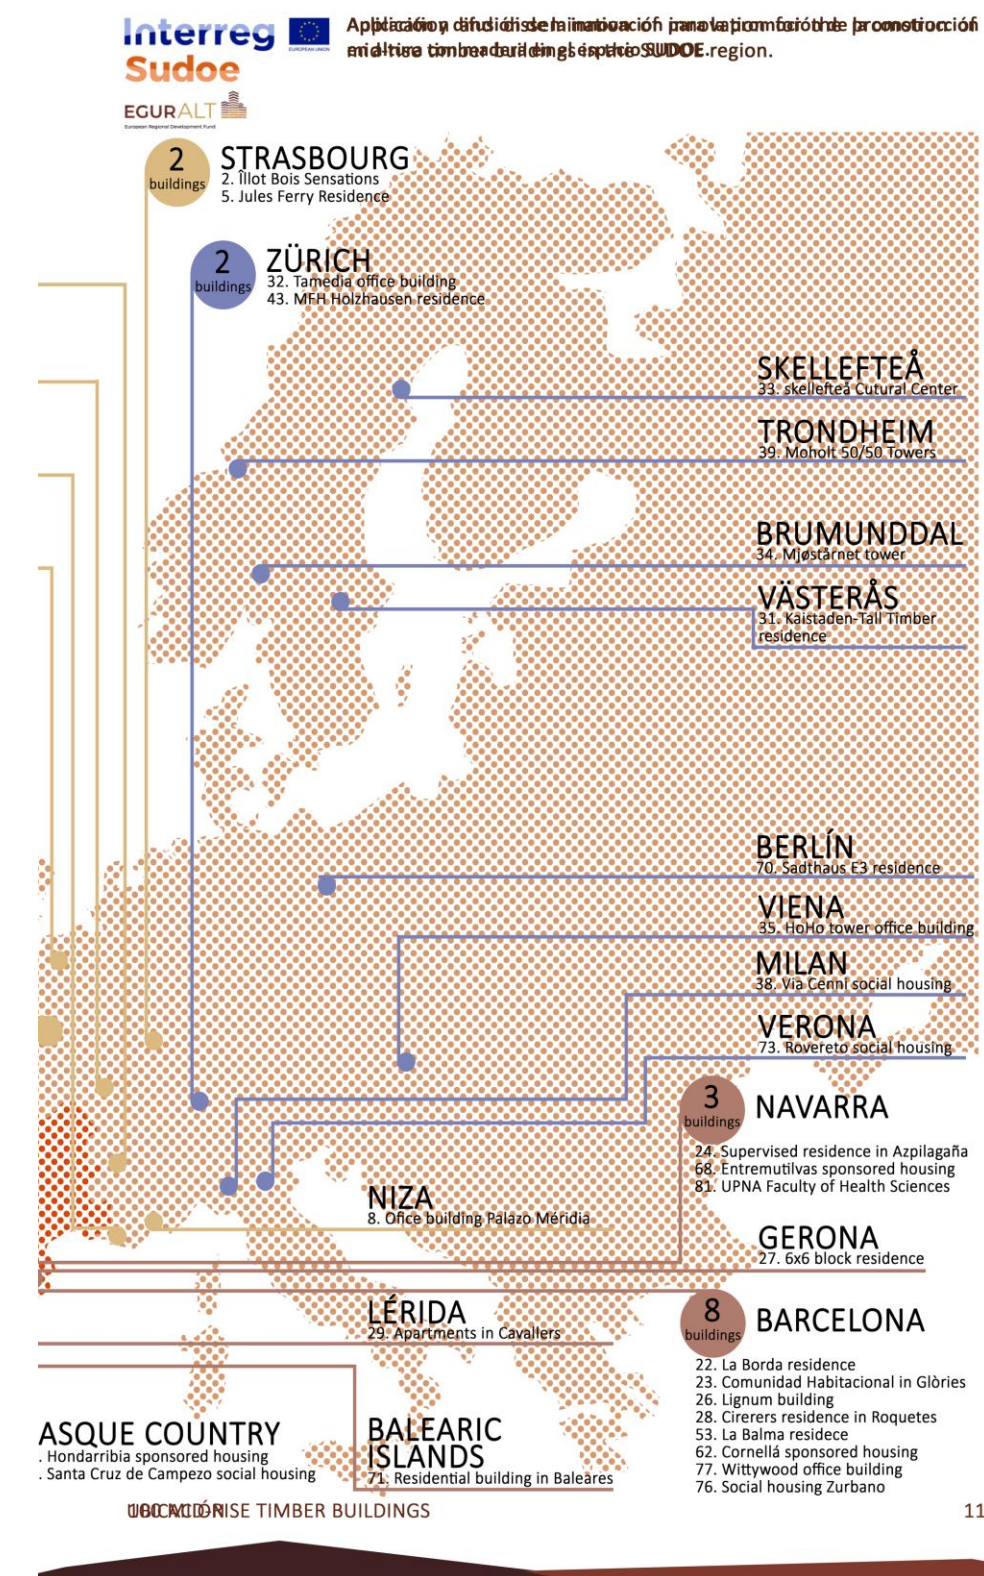 Interreg
Sudoe
EUROPEAN UNION
EGURALT
European Regional Development Fund
SUDOE region.
2
buildings
STRASBOURG
2. Îllot Bois Sensations
5. Jules Ferry Residence
2
buildings
ZÜRICH
32. Tamedia office building
43. MFH Holzhausen residence
SKELLEFTEÅ
33. skellefteå Cutural Center
TRONDHEIM
39. Moholt 50/50 Towers
BRUMUNDDAL
34. Mjøstårnet tower
VÄSTERÅS
31. Kaistaden-Tall Timber
residence
BERLÍN
70. Sadthaus E3 residence
VIENA
35. HoHo tower office building
MILAN
38. Via Cenni social housing
VERONA
73. Rovereto social housing
3
buildings
NAVARRA
24. Supervised residence in Azpilagaña
68. Entremutilvas sponsored housing
81. UPNA Faculty of Health Sciences
NIZA
8. Ofice building Palazo Méridia
GERONA
27. 6x6 block residence
LÉRIDA
29. Apartments in Cavallers
8
buildings
BARCELONA
22. La Borda residence
23. Comunidad Habitacional in Glòries
26. Lignum building
28. Cirerers residence in Roquetes
53. La Balma residece
62. Cornellá sponsored housing
77. Wittywood office building
76. Social housing Zurbano
ASQUE COUNTRY
. Hondarribia sponsored housing
. Santa Cruz de Campezo social housing
BALEARIC
ISLANDS
71. Residential building in Baleares
TIMBER BUILDINGS
11